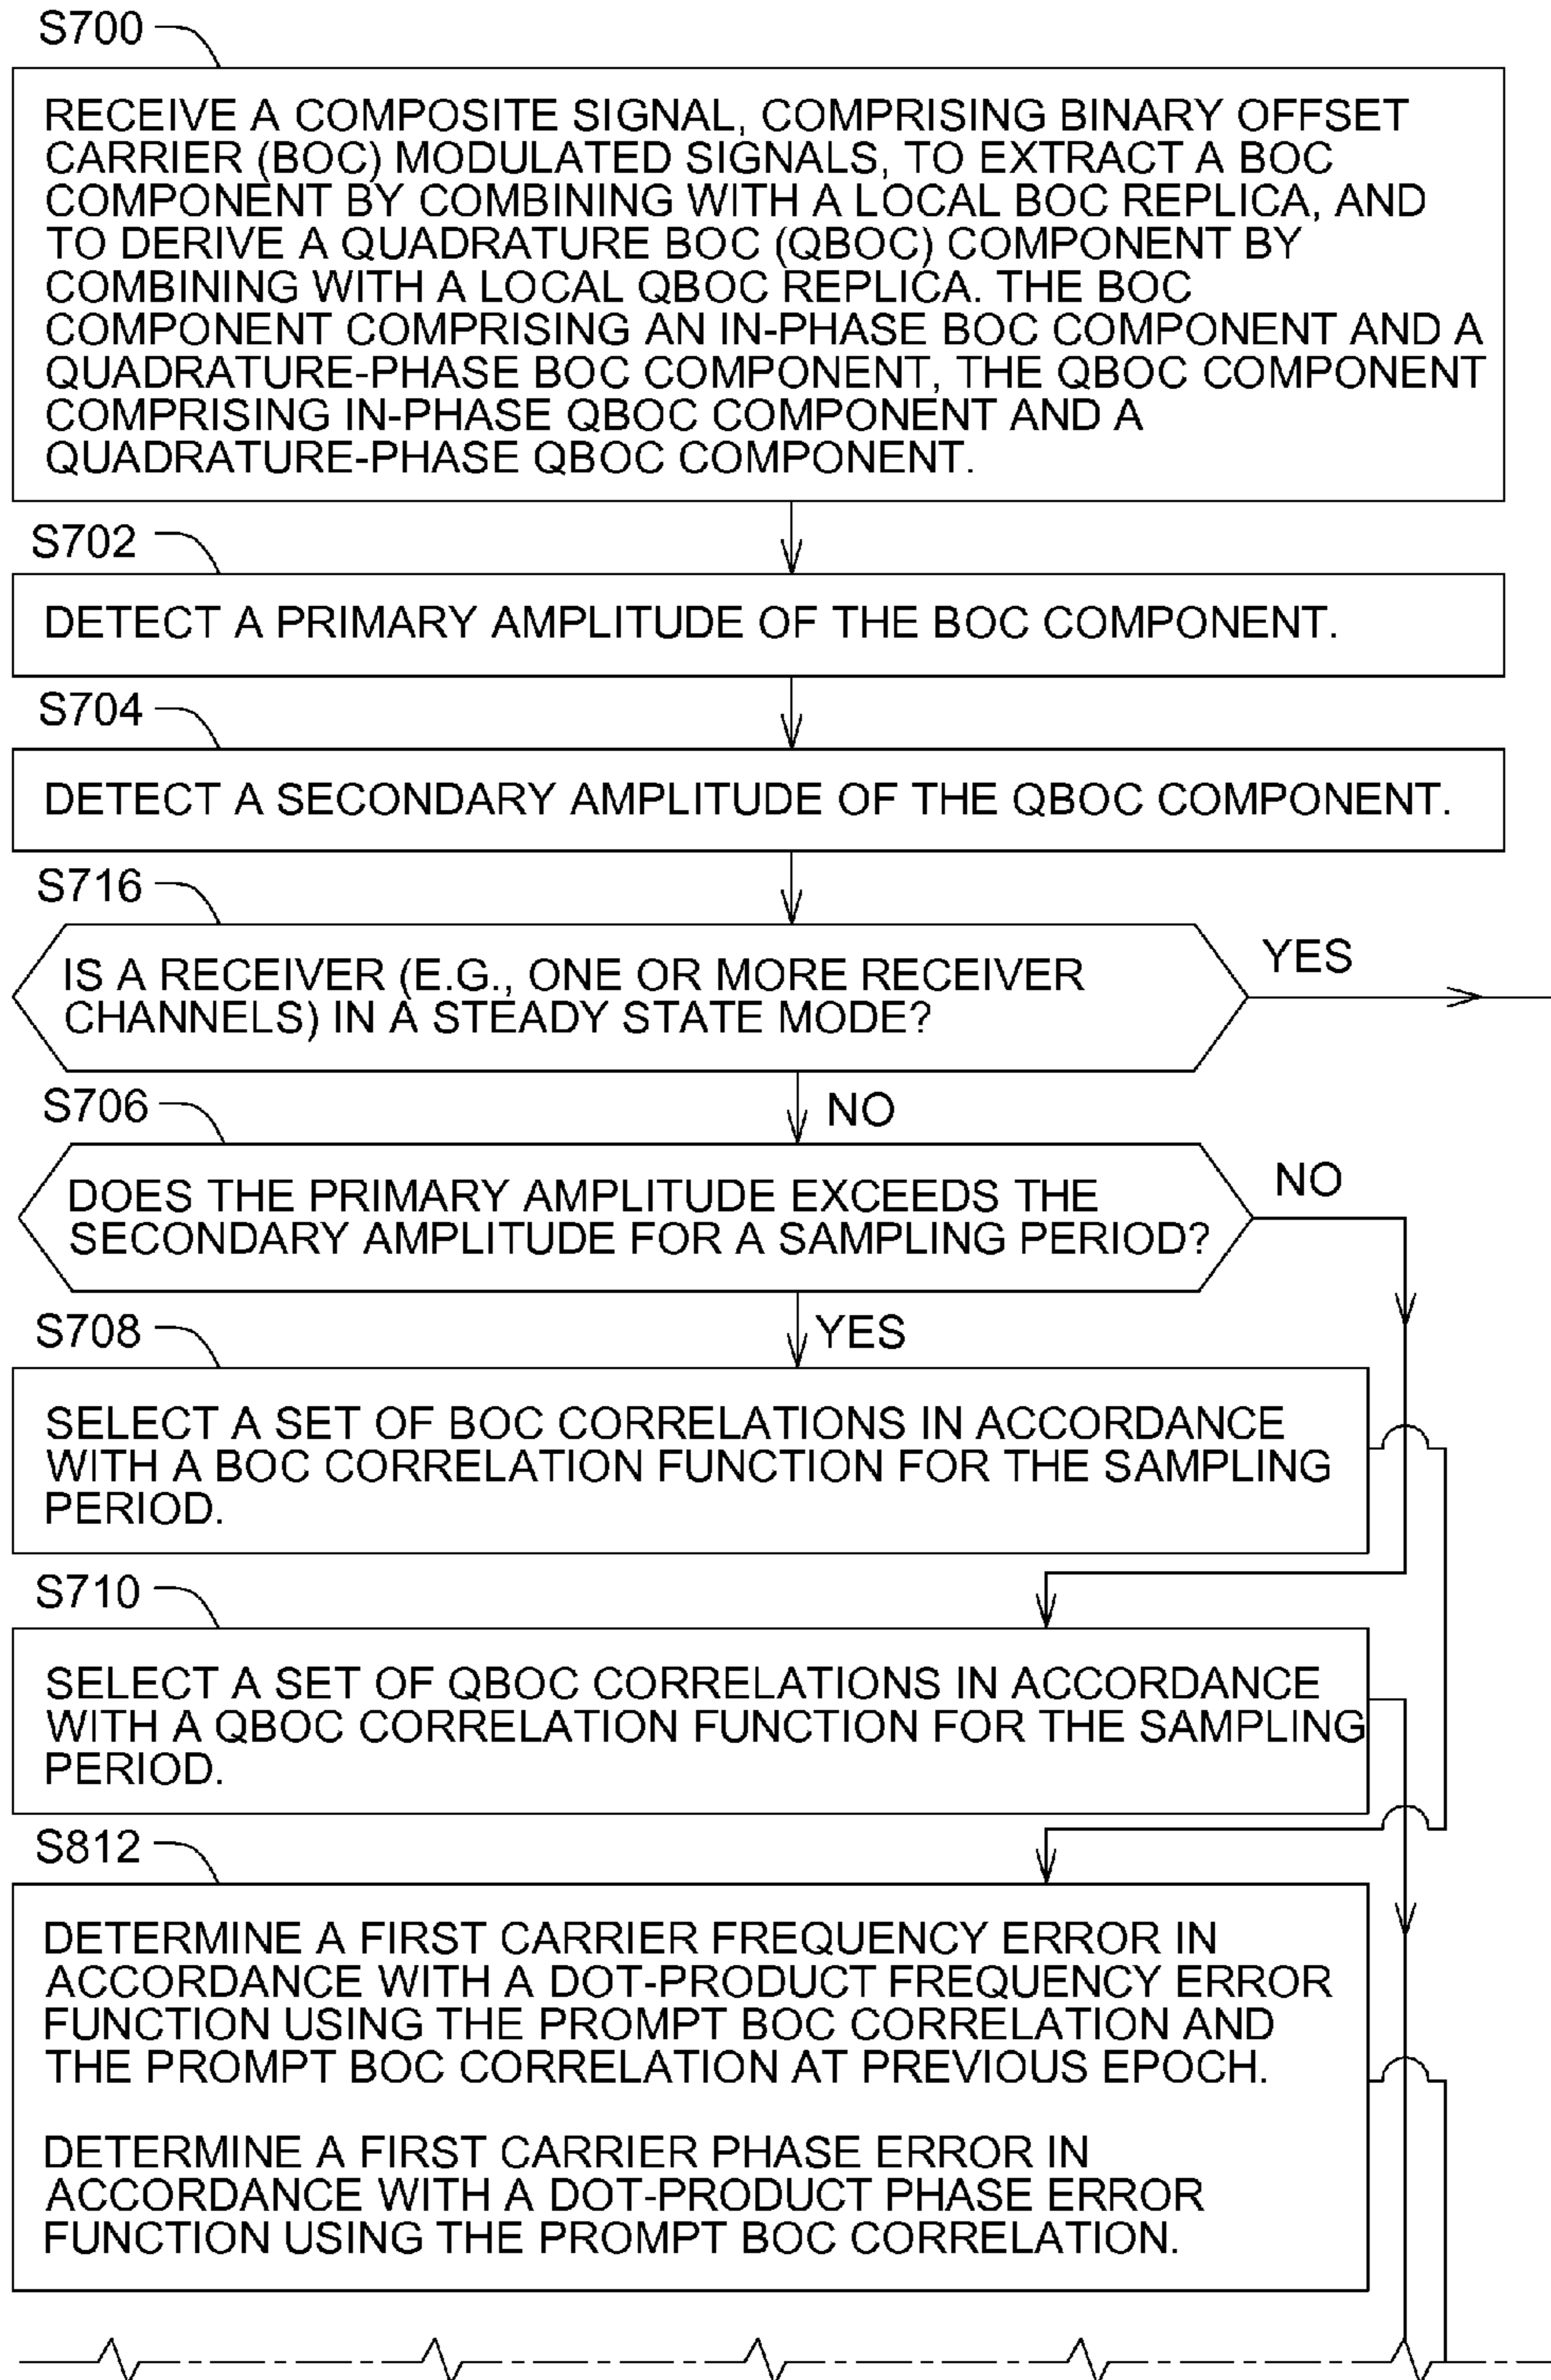 S700
RECEIVE A COMPOSITE SIGNAL, COMPRISING BINARY OFFSET
CARRIER (BOC) MODULATED SIGNALS, TO EXTRACT A BOC
COMPONENT BY COMBINING WITH A LOCAL BOC REPLICA, AND
TO DERIVE A QUADRATURE BOC (QBOC) COMPONENT BY
COMBINING WITH A LOCAL QBOC REPLICA. THE BOC
COMPONENT COMPRISING AN IN-PHASE BOC COMPONENT AND A
QUADRATURE-PHASE BOC COMPONENT, THE QBOC COMPONENT
COMPRISING IN-PHASE QBOC COMPONENT AND A
QUADRATURE-PHASE QBOC COMPONENT.
S702
DETECT A PRIMARY AMPLITUDE OF THE BOC COMPONENT.
S704
DETECT A SECONDARY AMPLITUDE OF THE QBOC COMPONENT.
S716
IS A RECEIVER (E.G., ONE OR MORE RECEIVER
CHANNELS) IN A STEADY STATE MODE?
YES
NO
S706
DOES THE PRIMARY AMPLITUDE EXCEEDS THE
SECONDARY AMPLITUDE FOR A SAMPLING PERIOD?
NO
YES
S708
SELECT A SET OF BOC CORRELATIONS IN ACCORDANCE
WITH A BOC CORRELATION FUNCTION FOR THE SAMPLING
PERIOD.
S710
SELECT A SET OF QBOC CORRELATIONS IN ACCORDANCE
WITH A QBOC CORRELATION FUNCTION FOR THE SAMPLING
PERIOD.
S812
DETERMINE A FIRST CARRIER FREQUENCY ERROR IN
ACCORDANCE WITH A DOT-PRODUCT FREQUENCY ERROR
FUNCTION USING THE PROMPT BOC CORRELATION AND
THE PROMPT BOC CORRELATION AT PREVIOUS EPOCH.
DETERMINE A FIRST CARRIER PHASE ERROR IN
ACCORDANCE WITH A DOT-PRODUCT PHASE ERROR
FUNCTION USING THE PROMPT BOC CORRELATION.